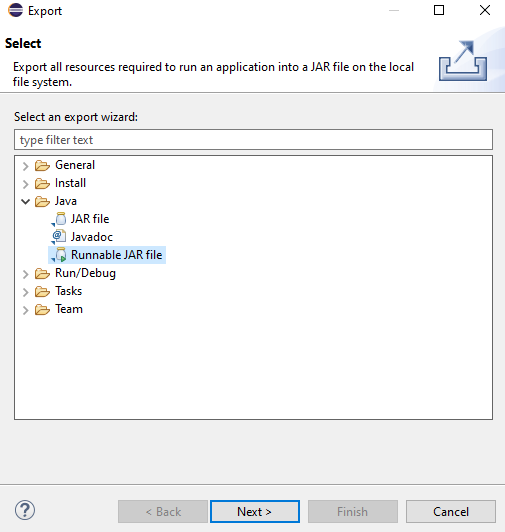 Export
Select
Export all resources required to run an application into a JAR file on the local
file system.
Select an export wizard:
type filter text
General
Install
Java
JAR file
Javadoc
Runnable JAR file
Run/Debug
Tasks
Team
< Back Next > Finish Cancel